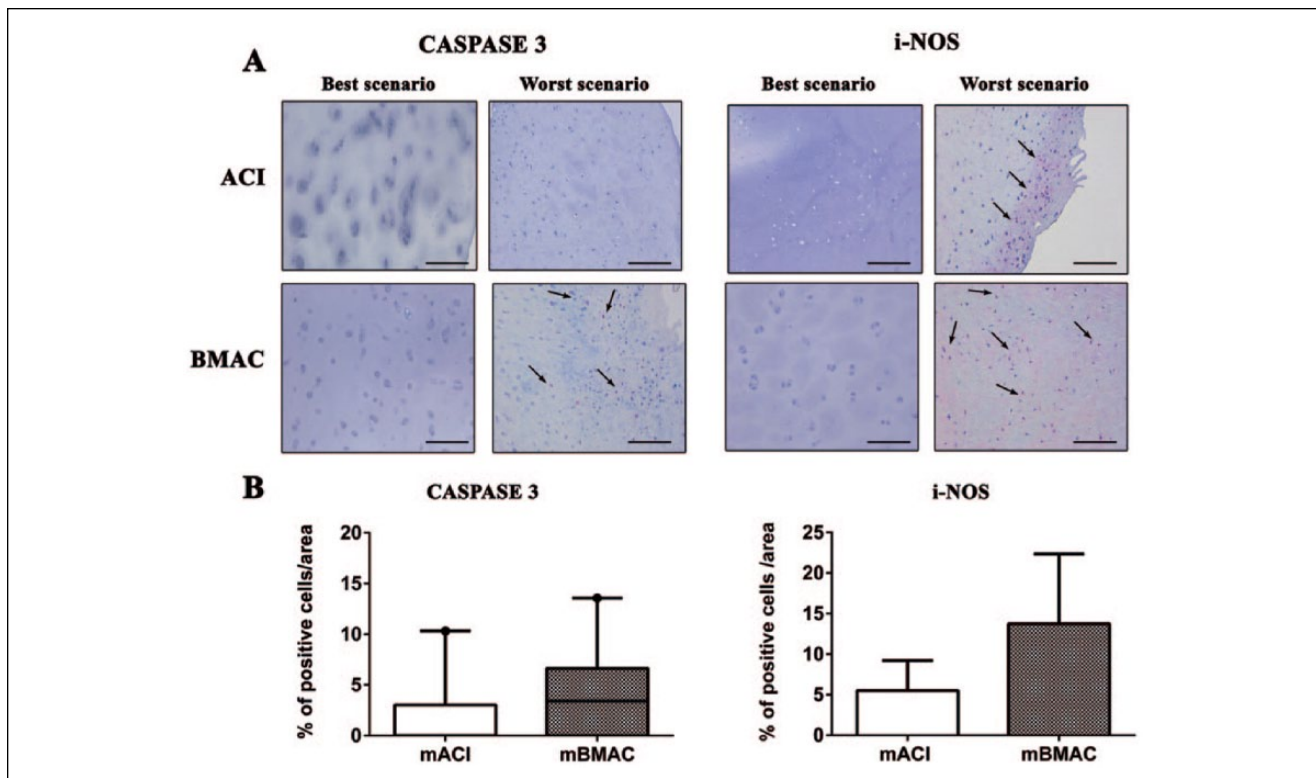 A
CASPASE 3
i-NOS
Best scenario
Worst scenario
Best scenario
Worst scenario
ACI
BMAC
B
CASPASE 3
i-NOS
% of positive cells/area
20
15
10
5
0
mACI
mBMAC
% of positive cells /area
25
20
15
10
5
0
mACI
mBMAC